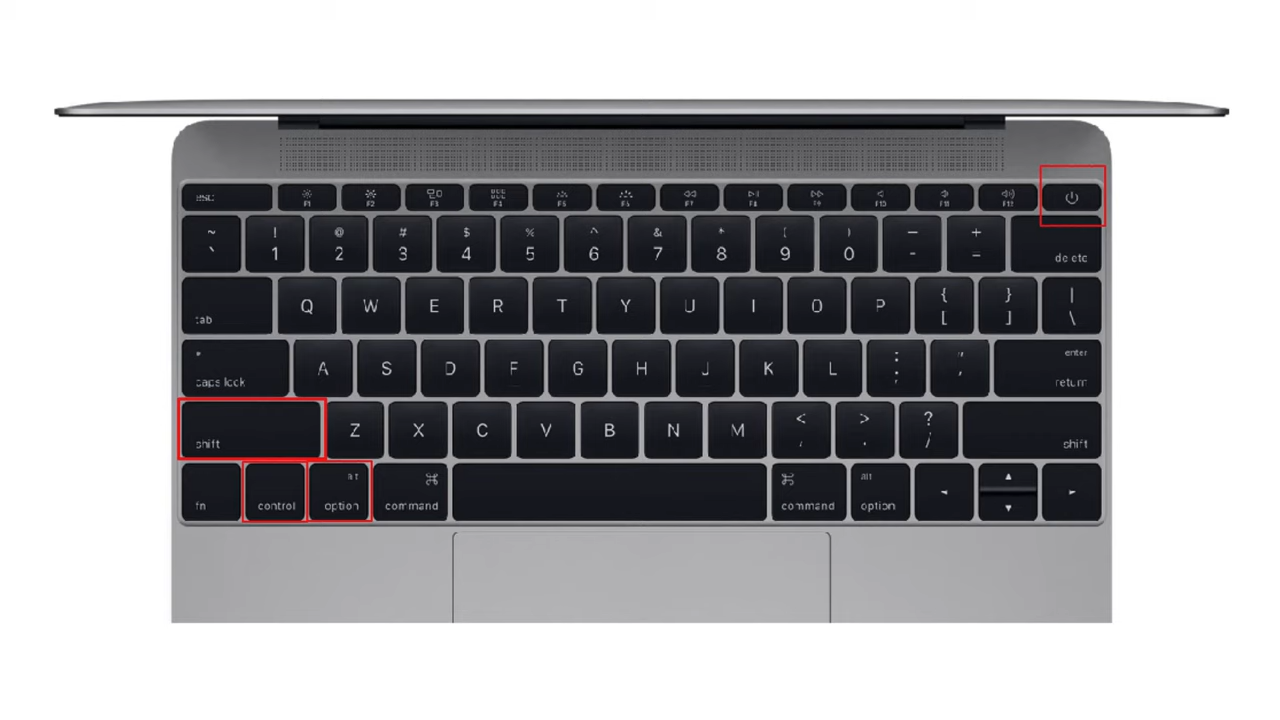 esc F1 F2 F3 F4 F5 F6 F7 F8 F9 F10 F11 F12
~ ! @ # $ % ^ & * ( ) — +
` 1 2 3 4 5 6 7 8 9 0 - = delete
tab Q W E R T Y U I O P { [ } ] | \
caps lock A S D F G H J K L : ; " ' enter return
shift Z X C V B N M < , > . ? / shift
fn control alt option ⌘ command ⌘ command alt option ◄ ▲ ▼ ►